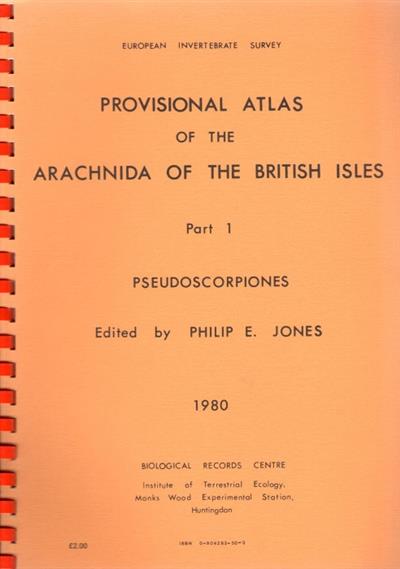 EUROPEAN INVERTEBRATE SURVEY
PROVISIONAL ATLAS
OF THE
ARACHNIDA OF THE BRITISH ISLES
Part 1
PSEUDOSCORPIONES
Edited by PHILIP E. JONES
1980
BIOLOGICAL RECORDS CENTRE
Institute of Terrestrial Ecology,
Monks Wood Experimental Station,
Huntingdon
£2.00
ISBN